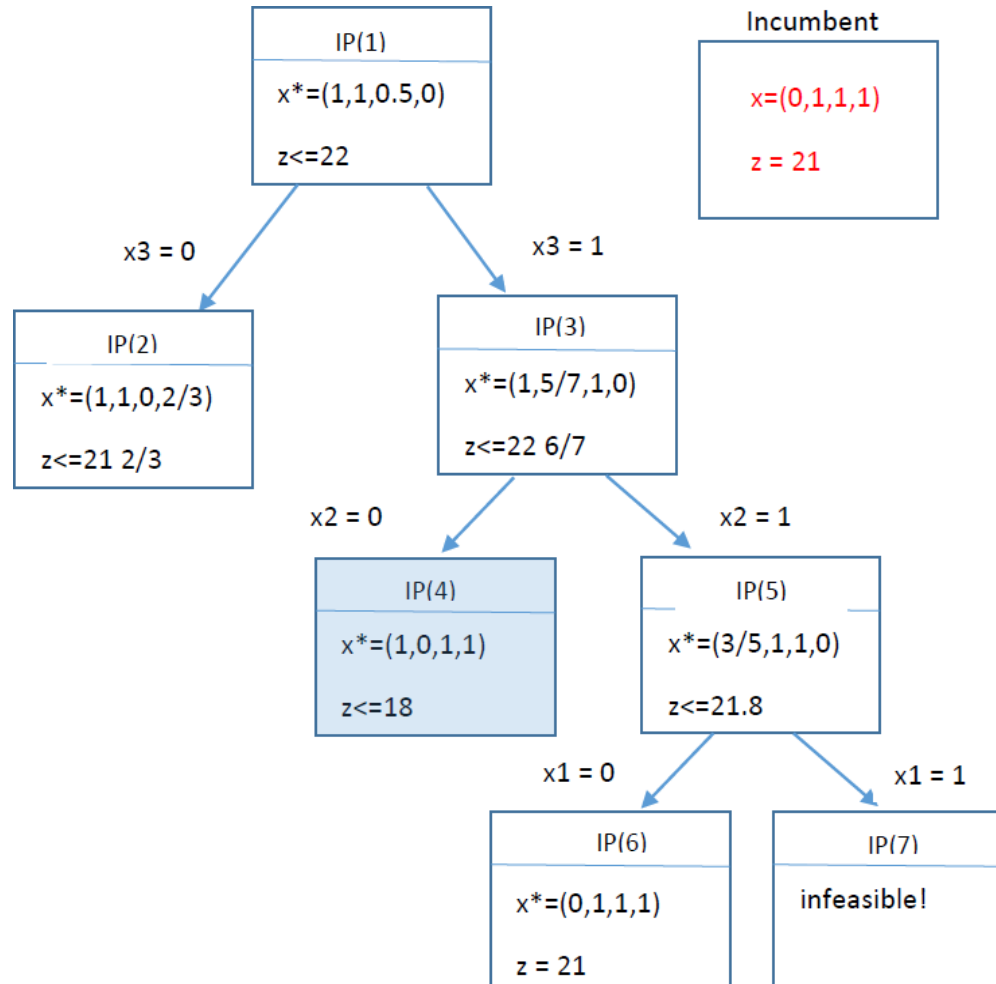 Incumbent
x=(0,1,1,1)
z = 21
IP(1)
x*=(1,1,0.5,0)
z<=22
x3 = 0
x3 = 1
IP(2)
x*=(1,1,0,2/3)
z<=21 2/3
IP(3)
x*=(1,5/7,1,0)
z<=22 6/7
x2 = 0
x2 = 1
IP(4)
x*=(1,0,1,1)
z<=18
IP(5)
x*=(3/5,1,1,0)
z<=21.8
x1 = 0
x1 = 1
IP(6)
x*=(0,1,1,1)
z = 21
IP(7)
infeasible!